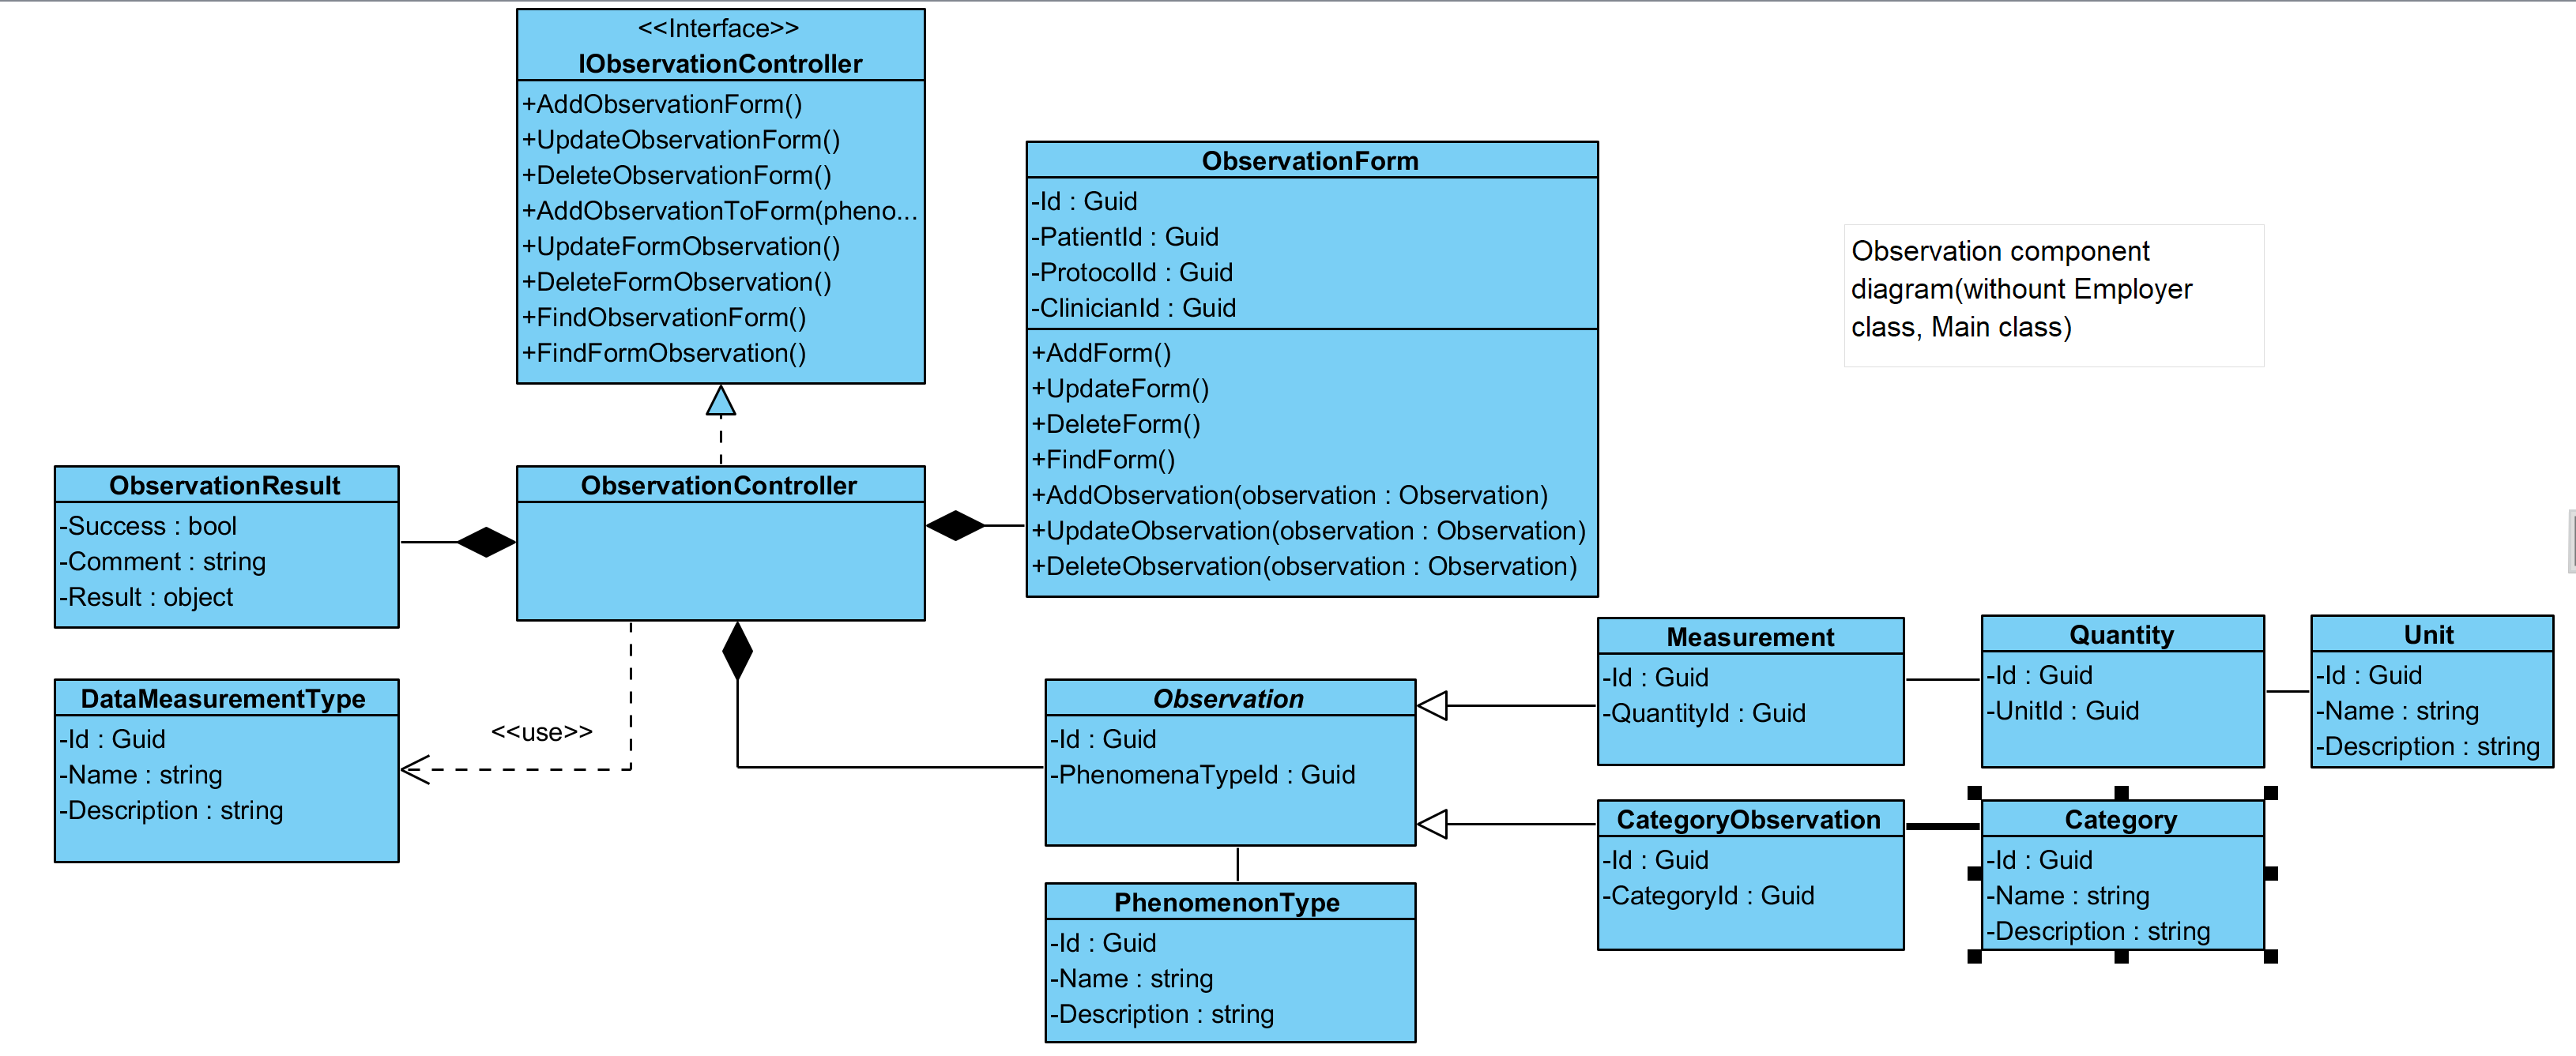 <<Interface>>
IObservationController
+AddObservationForm()
+UpdateObservationForm()
+DeleteObservationForm()
+AddObservationToForm(pheno...
+UpdateFormObservation()
+DeleteFormObservation()
+FindObservationForm()
+FindFormObservation()
ObservationForm
-Id : Guid
-PatientId : Guid
-ProtocolId : Guid
-ClinicianId : Guid
+AddForm()
+UpdateForm()
+DeleteForm()
+FindForm()
+AddObservation(observation : Observation)
+UpdateObservation(observation : Observation)
+DeleteObservation(observation : Observation)
Observation component
diagram(withount Employer
class, Main class)
ObservationResult
-Success : bool
-Comment : string
-Result : object
ObservationController
DataMeasurementType
-Id : Guid
-Name : string
-Description : string
<<use>>
Observation
-Id : Guid
-PhenomenaTypeId : Guid
PhenomenonType
-Id : Guid
-Name : string
-Description : string
Measurement
-Id : Guid
-QuantityId : Guid
Quantity
-Id : Guid
-UnitId : Guid
Unit
-Id : Guid
-Name : string
-Description : string
CategoryObservation
-Id : Guid
-CategoryId : Guid
Category
-Id : Guid
-Name : string
-Description : string